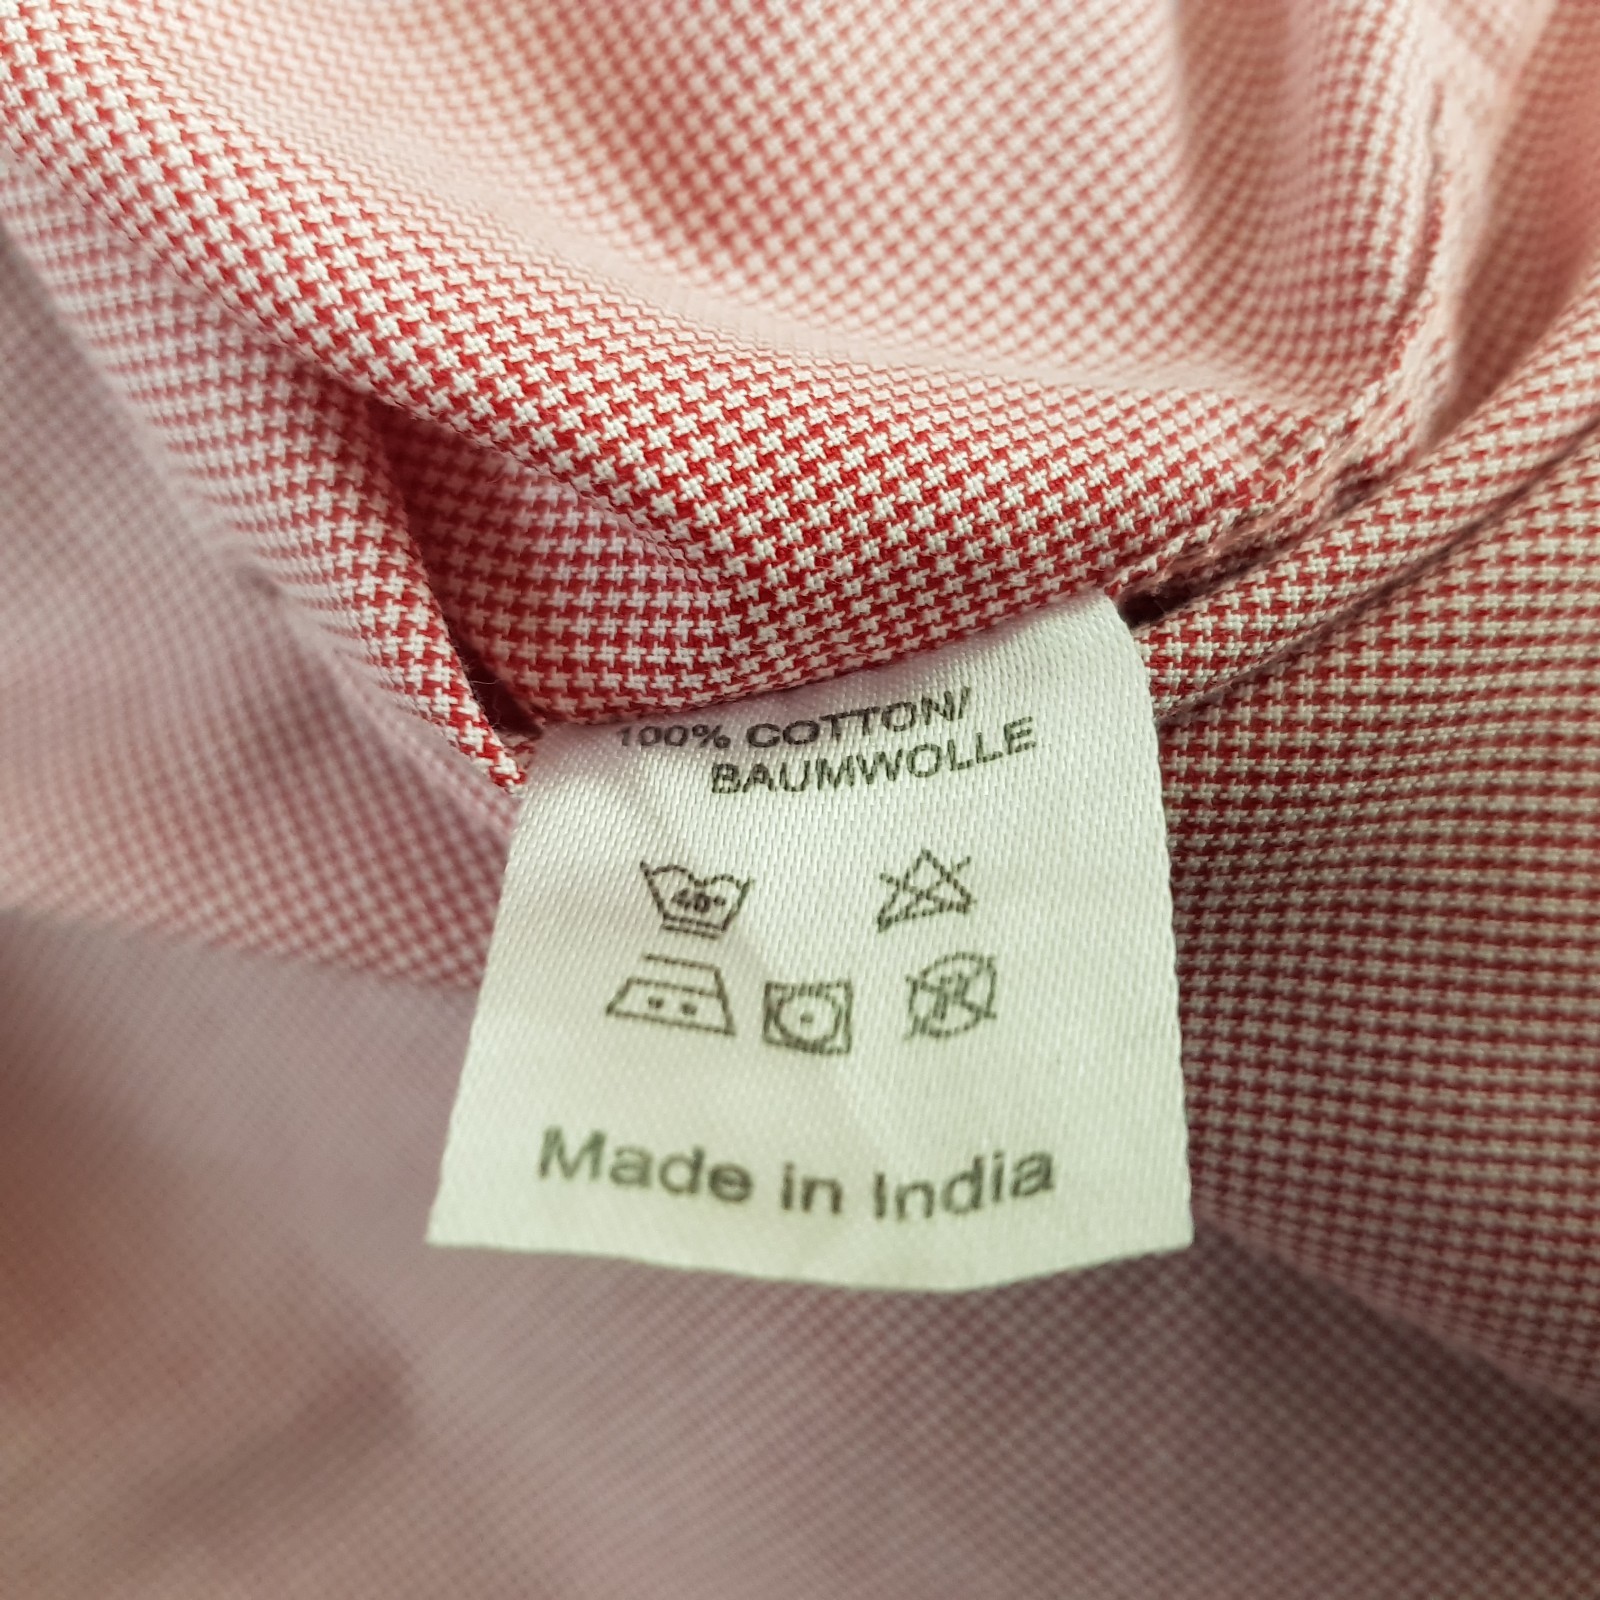 100% COTTON/
BAUMWOLLE
40°
Made in India